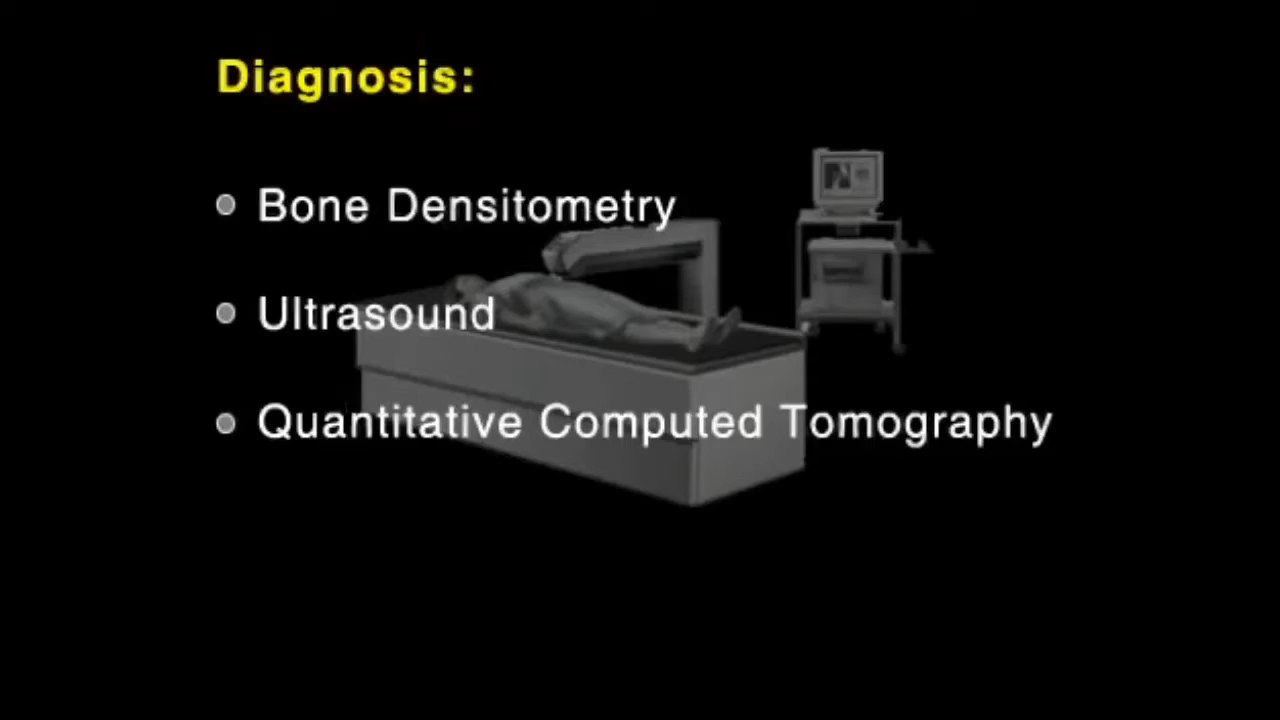 Diagnosis:
Bone Densitometry
Ultrasound
Quantitative Computed Tomography